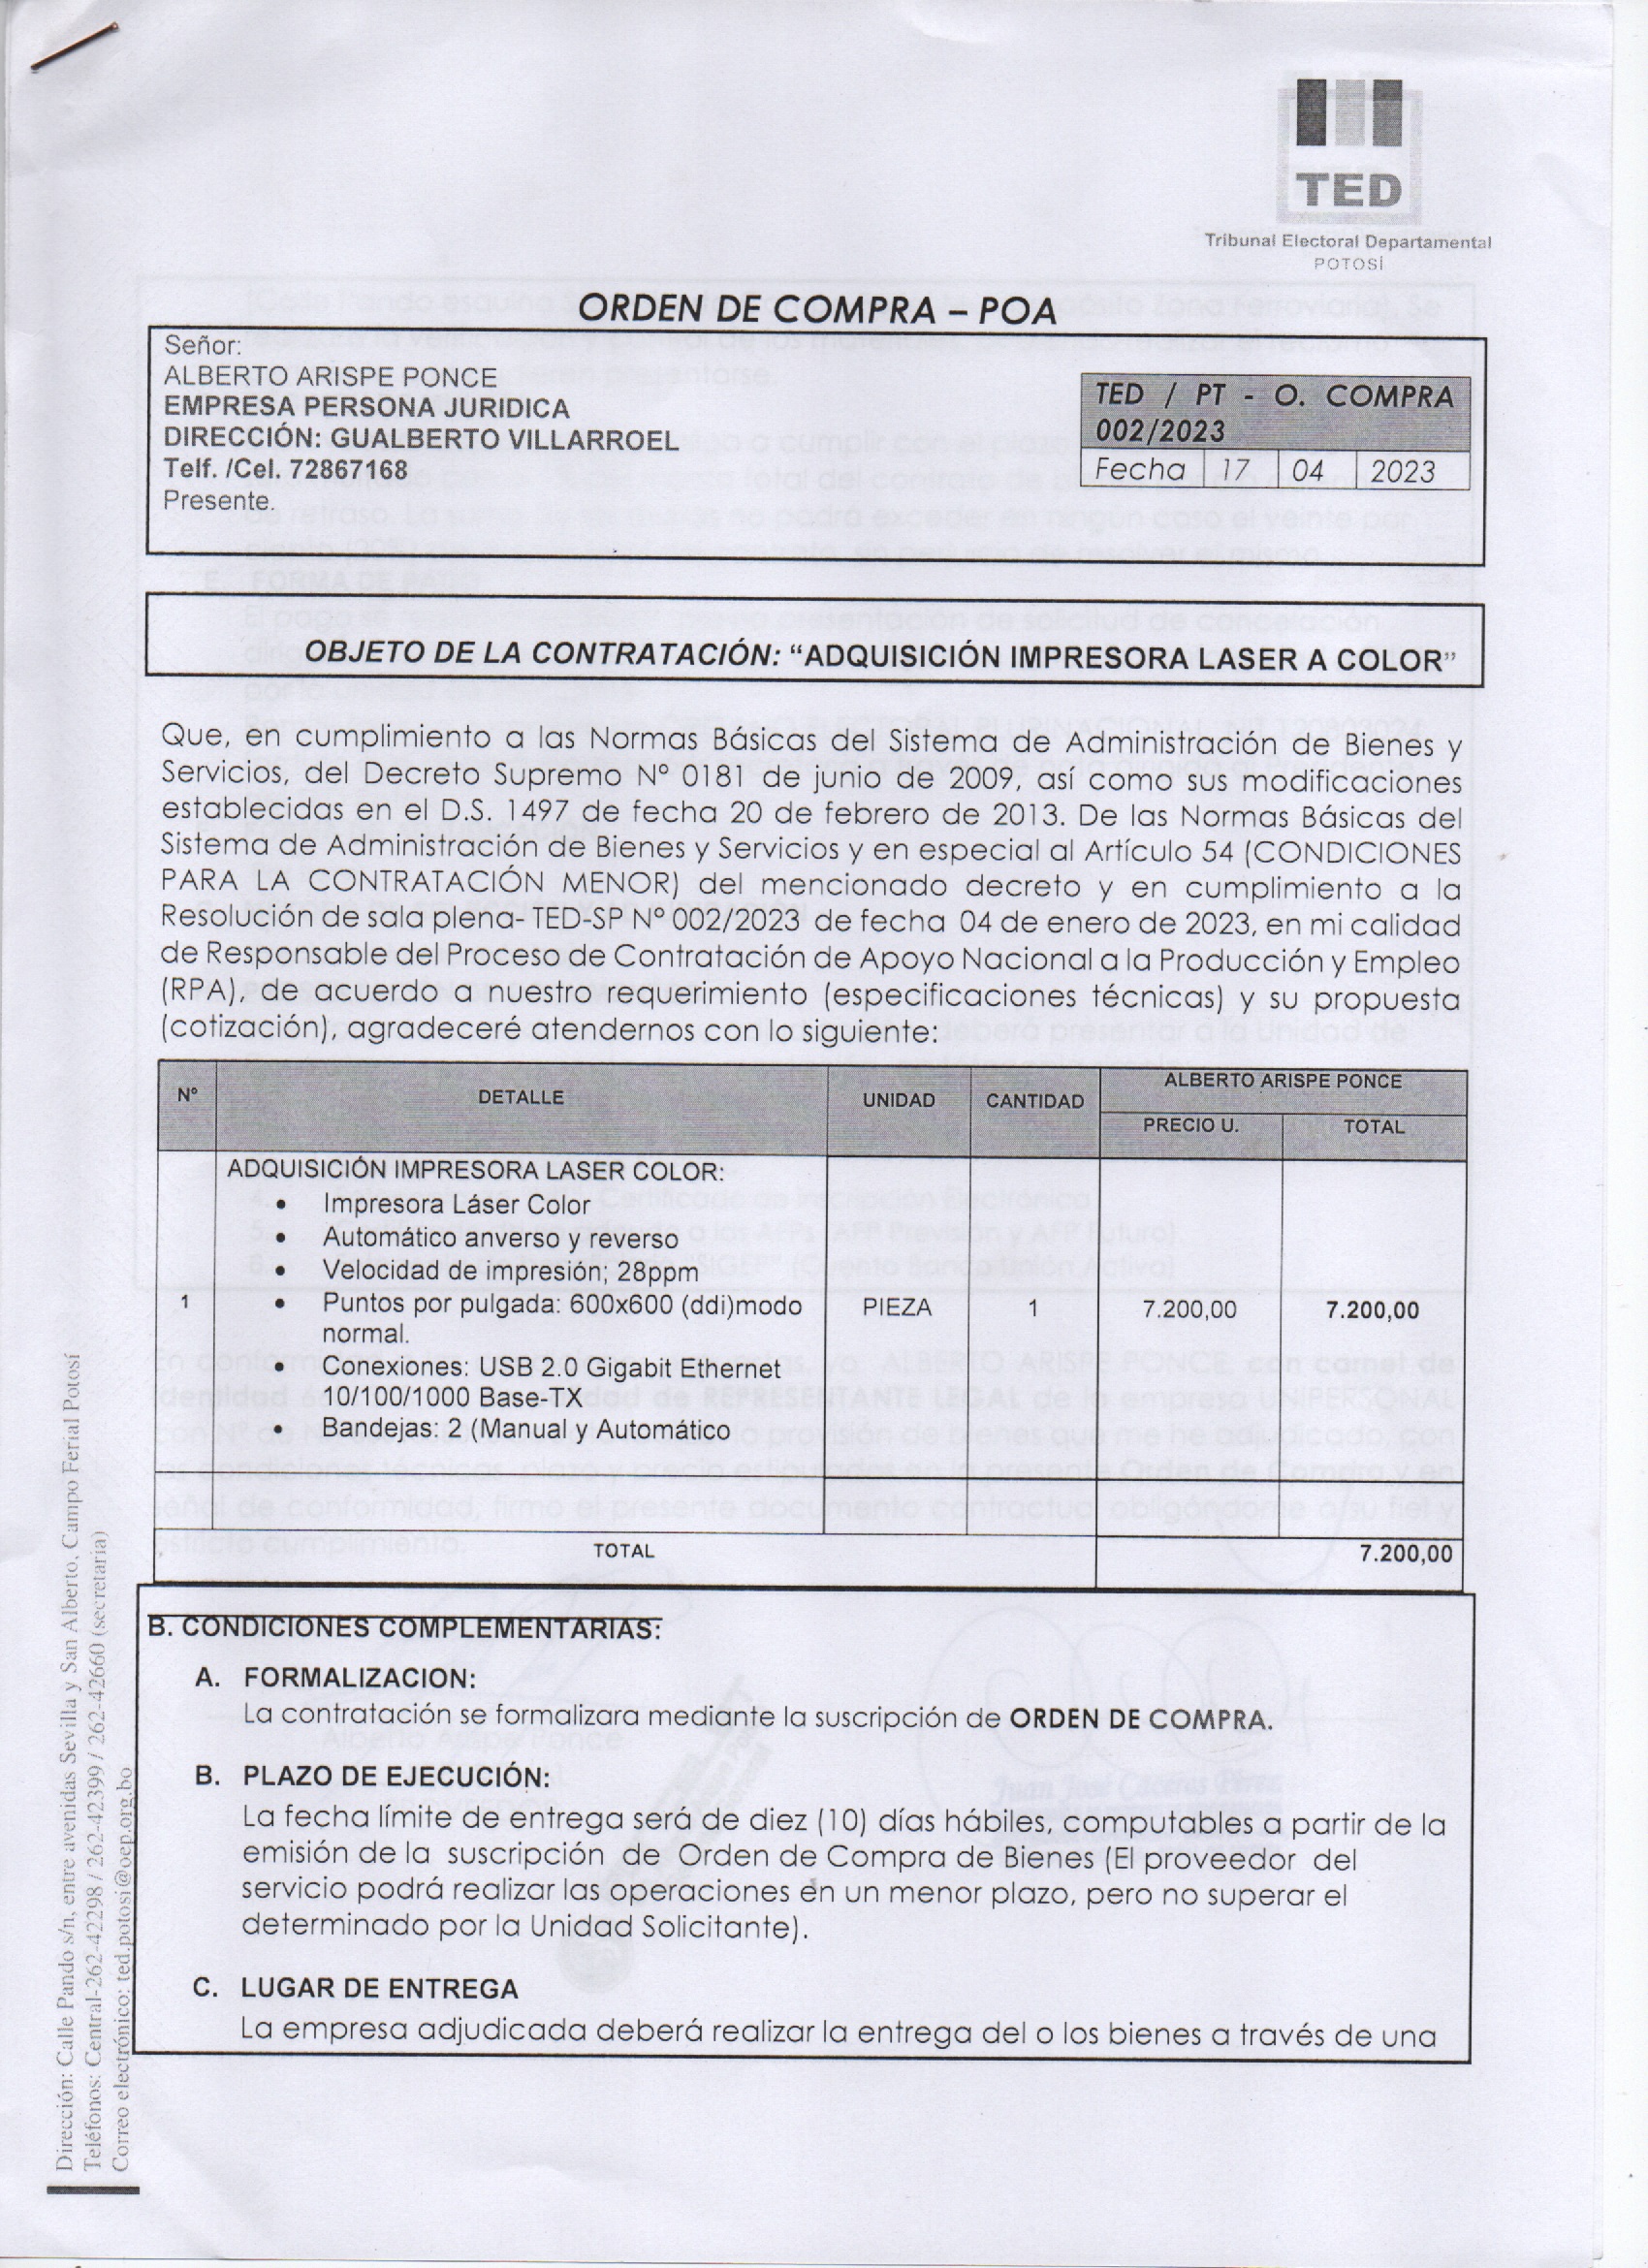 TED
Tribunal Electoral Departamental
POTOSÍ
ORDEN DE COMPRA – POA
Señor:
ALBERTO ARISPE PONCE
EMPRESA PERSONA JURIDICA
DIRECCIÓN: GUALBERTO VILLARROEL
Telf. /Cel. 72867168
Presente.
TED / PT - O. COMPRA
002/2023
Fecha 17 04 2023
OBJETO DE LA CONTRATACIÓN: “ADQUISICIÓN IMPRESORA LASER A COLOR”
Que, en cumplimiento a las Normas Básicas del Sistema de Administración de Bienes y
Servicios, del Decreto Supremo Nº 0181 de junio de 2009, así como sus modificaciones
establecidas en el D.S. 1497 de fecha 20 de febrero de 2013. De las Normas Básicas del
Sistema de Administración de Bienes y Servicios y en especial al Artículo 54 (CONDICIONES
PARA LA CONTRATACIÓN MENOR) del mencionado decreto y en cumplimiento a la
Resolución de sala plena- TED-SP Nº 002/2023 de fecha 04 de enero de 2023, en mi calidad
de Responsable del Proceso de Contratación de Apoyo Nacional a la Producción y Empleo
(RPA), de acuerdo a nuestro requerimiento (especificaciones técnicas) y su propuesta
(cotización), agradeceré atendernos con lo siguiente:
Nº DETALLE UNIDAD CANTIDAD ALBERTO ARISPE PONCE
PRECIO U. TOTAL
ADQUISICIÓN IMPRESORA LASER COLOR:
• Impresora Láser Color
• Automático anverso y reverso
• Velocidad de impresión; 28ppm
1 • Puntos por pulgada: 600x600 (ddi)modo PIEZA 1 7.200,00 7.200,00
normal.
• Conexiones: USB 2.0 Gigabit Ethernet
10/100/1000 Base-TX
• Bandejas: 2 (Manual y Automático
TOTAL 7.200,00
B. CONDICIONES COMPLEMENTARIAS:
A. FORMALIZACION:
La contratación se formalizara mediante la suscripción de ORDEN DE COMPRA.
B. PLAZO DE EJECUCIÓN:
La fecha límite de entrega será de diez (10) días hábiles, computables a partir de la
emisión de la suscripción de Orden de Compra de Bienes (El proveedor del
servicio podrá realizar las operaciones en un menor plazo, pero no superar el
determinado por la Unidad Solicitante).
C. LUGAR DE ENTREGA
La empresa adjudicada deberá realizar la entrega del o los bienes a través de una
Dirección: Calle Pando s/n, entre avenidas Sevilla y San Alberto, Campo Ferial Potosí
Teléfonos: Central-262-42298 / 262-42399 / 262-42660 (secretaria)
Correo electrónico: ted.potosi@oep.org.bo